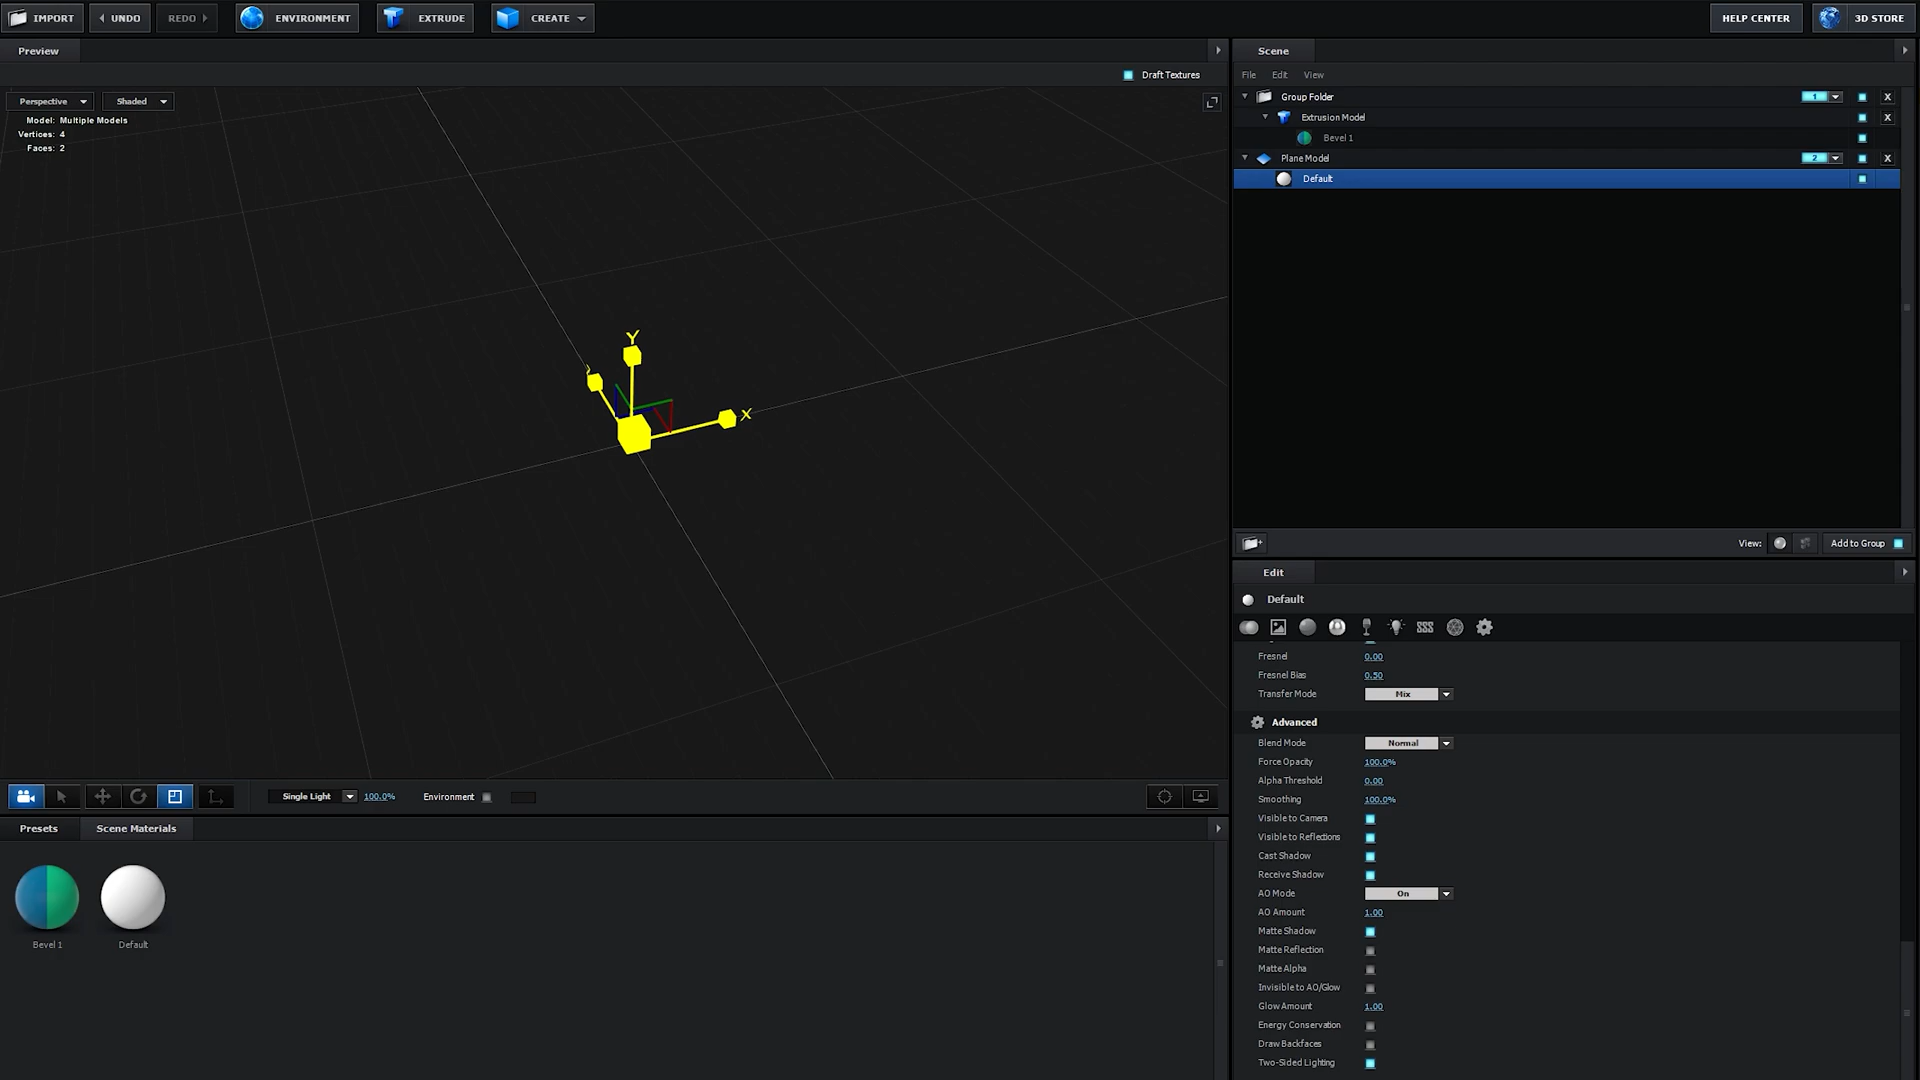 IMPORT
UNDO
REDO
ENVIRONMENT
EXTRUDE
CREATE
HELP CENTER
3D STORE
Preview
Draft Textures
Perspective
Shaded
Model: Multiple Models
Vertices: 4
Faces: 2
Y
X
Single Light
100.0%
Environment
Presets
Scene Materials
Bevel 1
Default
Scene
File
Edit
View
Group Folder
1
X
Extrusion Model
X
Bevel 1
Plane Model
2
X
Default
View:
Add to Group
Edit
Default
Fresnel
0.00
Fresnel Bias
0.50
Transfer Mode
Mix
Advanced
Blend Mode
Normal
Force Opacity
100.0%
Alpha Threshold
0.00
Smoothing
100.0%
Visible to Camera
Visible to Reflections
Cast Shadow
Receive Shadow
AO Mode
On
AO Amount
1.00
Matte Shadow
Matte Reflection
Matte Alpha
Invisible to AO/Glow
Glow Amount
1.00
Energy Conservation
Draw Backfaces
Two-Sided Lighting